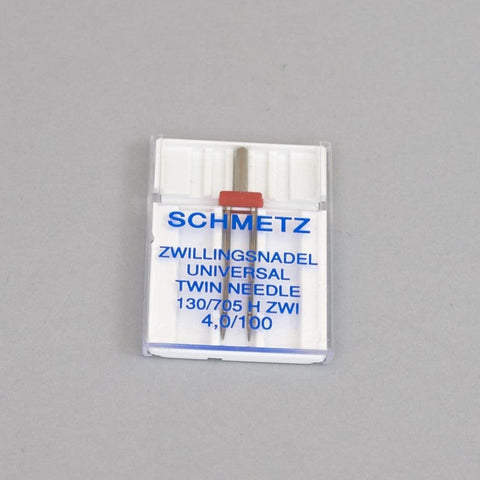 SCHMETZ
ZWILLINGSNADEL
UNIVERSAL
TWIN NEEDLE
130/705 H ZWI
4,0/100